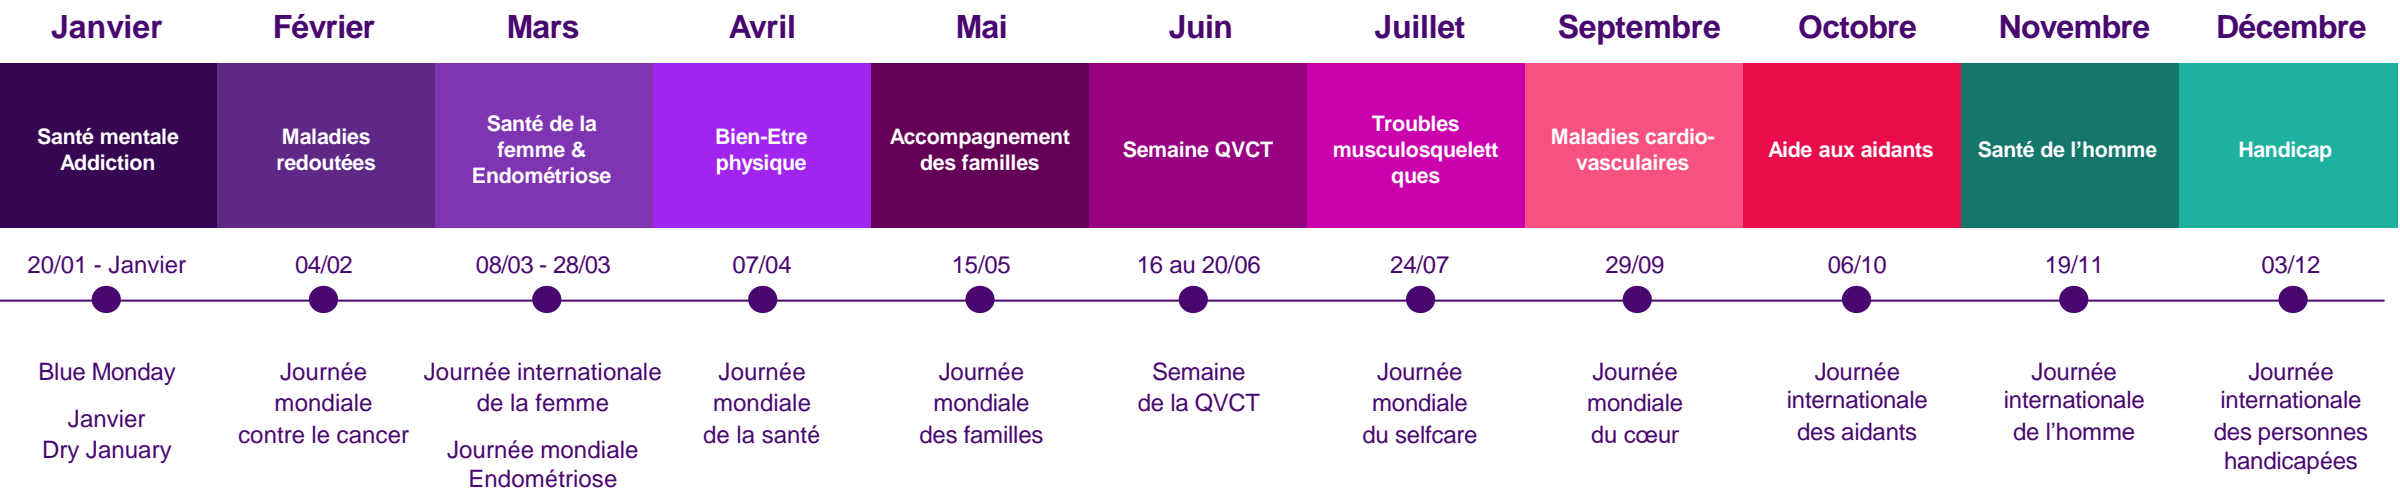 Janvier
Février
Mars
Avril
Mai
Juin
Juillet
Septembre
Octobre
Novembre
Décembre
Santé mentale
Addiction
Maladies
redoutées
Santé de la
femme &
Endométriose
Bien-Etre
physique
Accompagnement
des familles
Semaine QVCT
Troubles
musculosquelett
ques
Maladies cardio-
vasculaires
Aide aux aidants
Santé de l’homme
Handicap
20/01 - Janvier
04/02
08/03 - 28/03
07/04
15/05
16 au 20/06
24/07
29/09
06/10
19/11
03/12
Blue Monday
Janvier
Dry January
Journée
mondiale
contre le cancer
Journée internationale
de la femme
Journée mondiale
Endométriose
Journée
mondiale
de la santé
Journée
mondiale
des familles
Semaine
de la QVCT
Journée
mondiale
du selfcare
Journée
mondiale
du cœur
Journée
internationale
des aidants
Journée
internationale
de l’homme
Journée
internationale
des personnes
handicapées